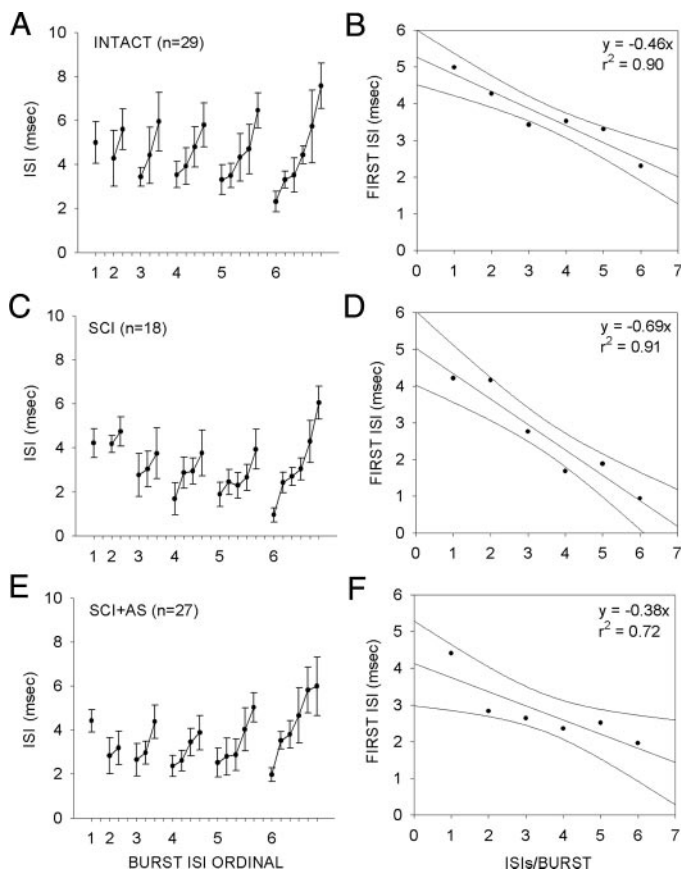 A
INTACT (n=29)
10
8
6
4
2
0
ISI (msec)
1 2 3 4 5 6
B
y = -0.46x
r² = 0.90
6
5
4
3
2
1
0
FIRST ISI (msec)
0 1 2 3 4 5 6 7
C
SCI (n=18)
10
8
6
4
2
0
ISI (msec)
1 2 3 4 5 6
D
y = -0.69x
r² = 0.91
6
5
4
3
2
1
0
FIRST ISI (msec)
0 1 2 3 4 5 6 7
E
SCI+AS (n=27)
10
8
6
4
2
0
ISI (msec)
1 2 3 4 5 6
BURST ISI ORDINAL
F
y = -0.38x
r² = 0.72
6
5
4
3
2
1
0
FIRST ISI (msec)
0 1 2 3 4 5 6 7
ISIs/BURST